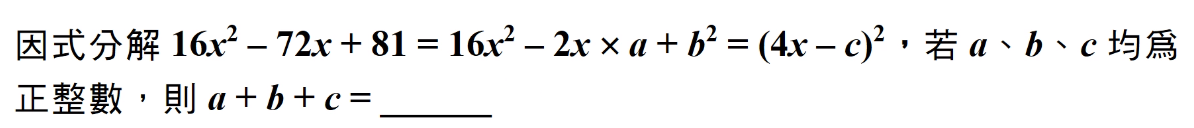 因式分解 16x² – 72x + 81 = 16x² – 2x × a + b² = (4x – c)²，若 a、b、c 均為
正整數，則 a + b + c = ______